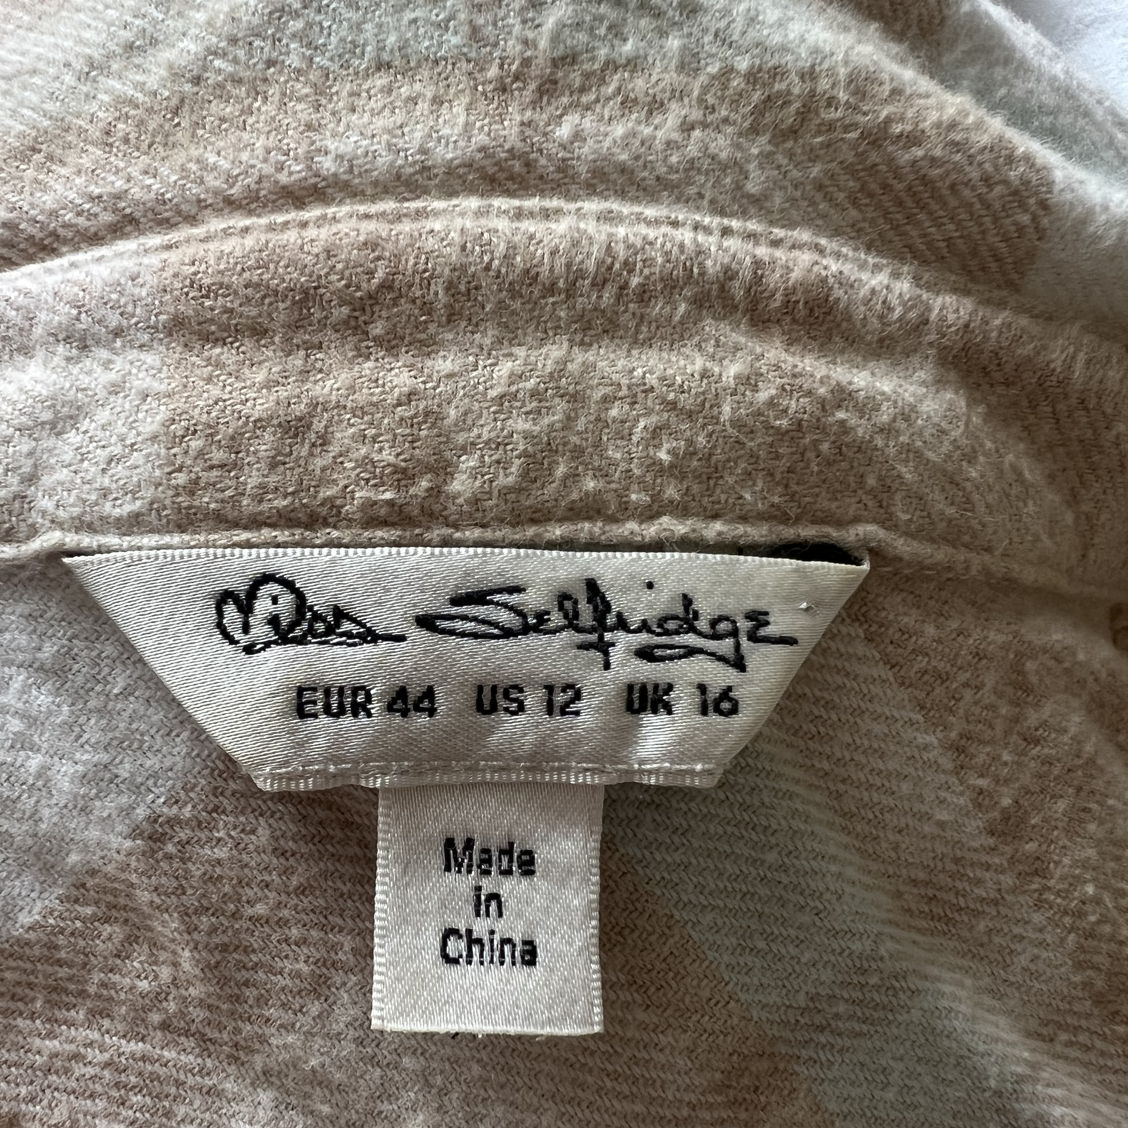 Miss Selfridge
EUR 44 US 12 UK 16
Made
in
China